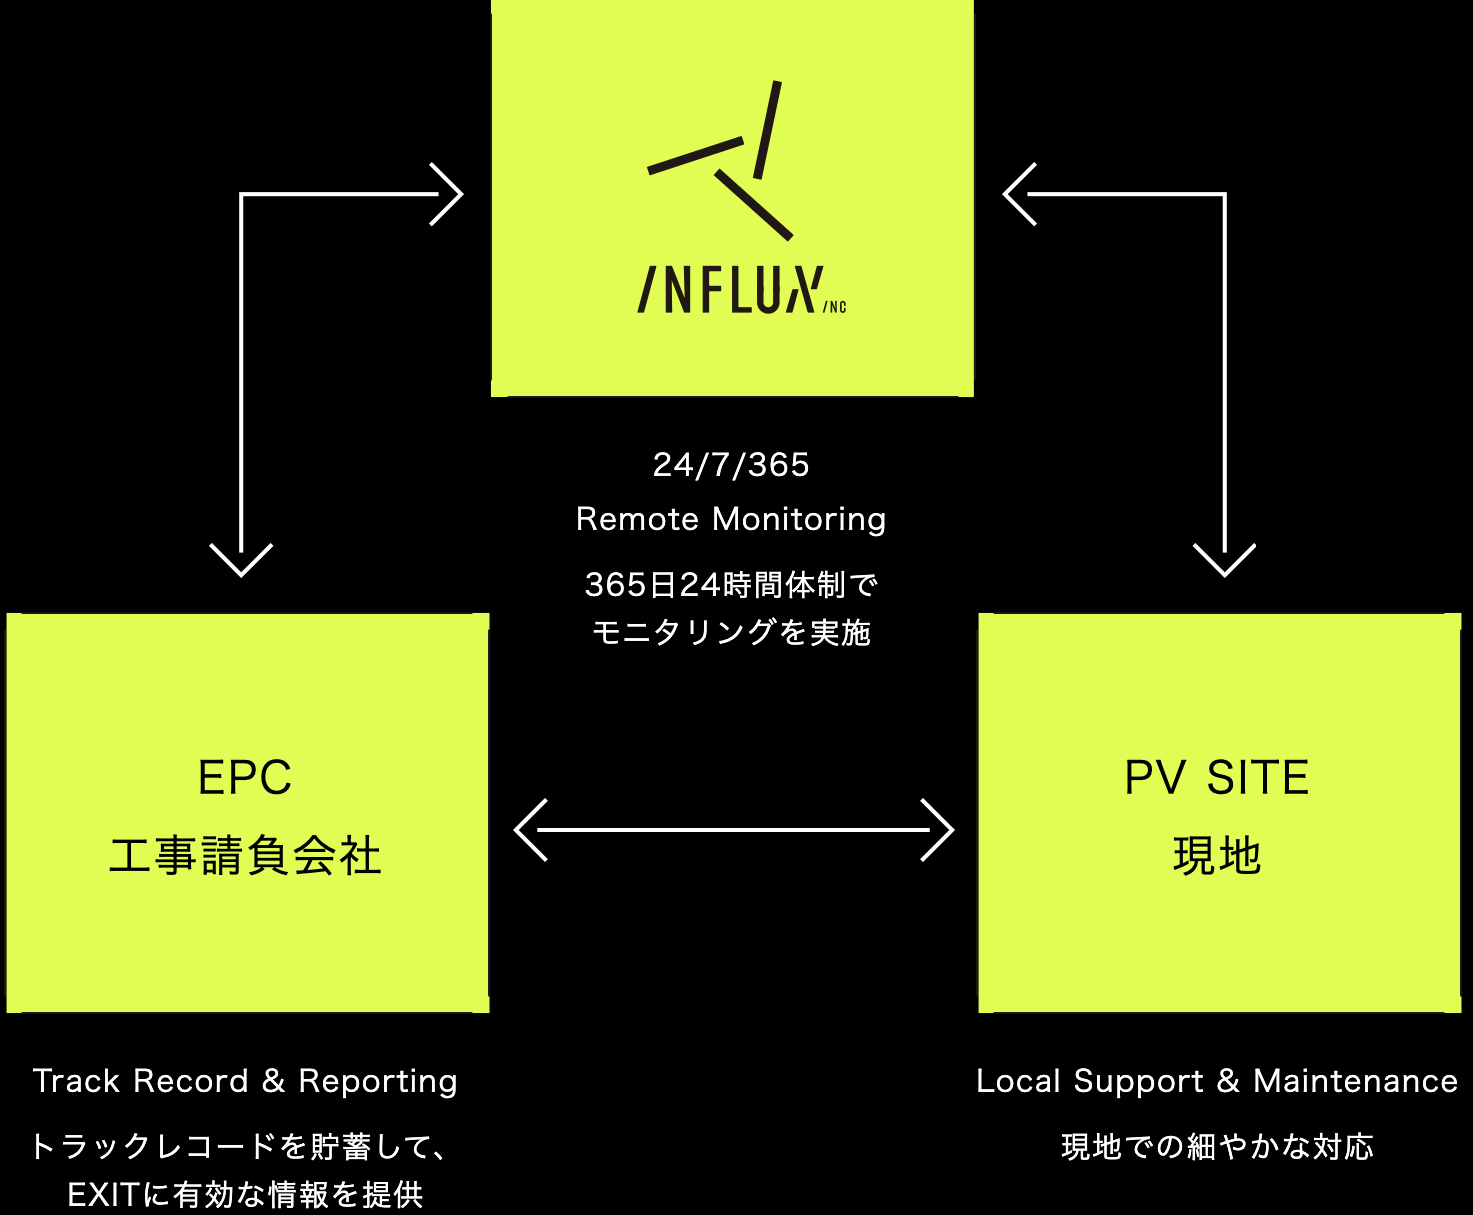 INFLUX INC
24/7/365
Remote Monitoring
365日24時間体制で
モニタリングを実施
EPC
工事請負会社
PV SITE
現地
Track Record & Reporting
トラックレコードを貯蓄して、
EXITに有効な情報を提供
Local Support & Maintenance
現地での細やかな対応